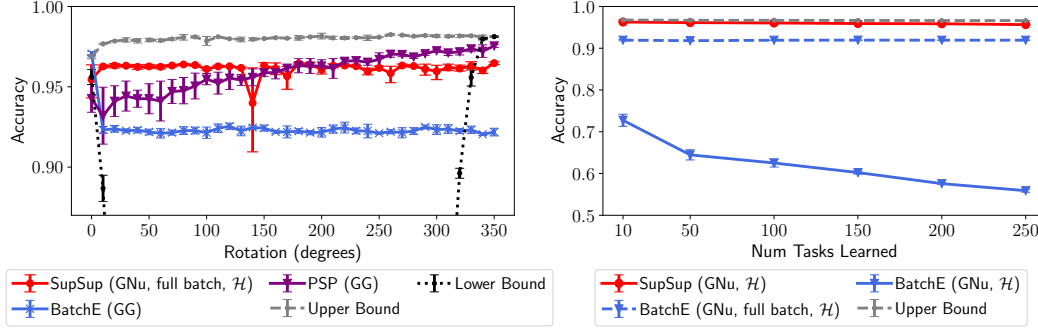 1.00
0.95
0.90
Accuracy
0 50 100 150 200 250 300 350
Rotation (degrees)
SupSup (GNu, full batch, ℋ)
PSP (GG)
Lower Bound
BatchE (GG)
Upper Bound
1.0
0.9
0.8
0.7
0.6
0.5
Accuracy
10 50 100 150 200 250
Num Tasks Learned
SupSup (GNu, ℋ)
BatchE (GNu, ℋ)
BatchE (GNu, full batch, ℋ)
Upper Bound